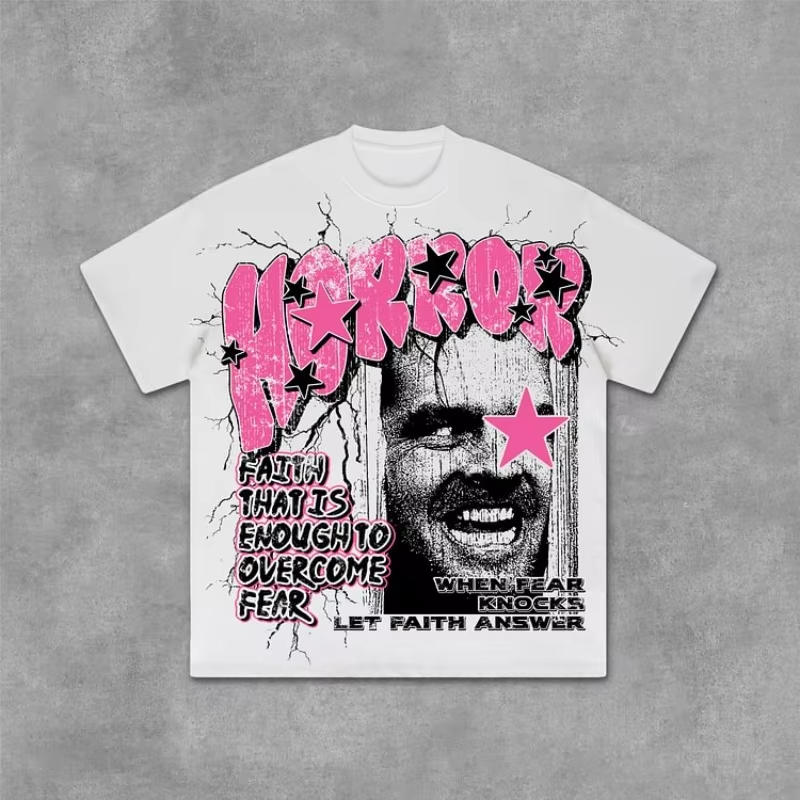 HORROR
FAITH
THAT IS
ENOUGH TO
OVERCOME
FEAR
WHEN FEAR
KNOCKS
LET FAITH ANSWER